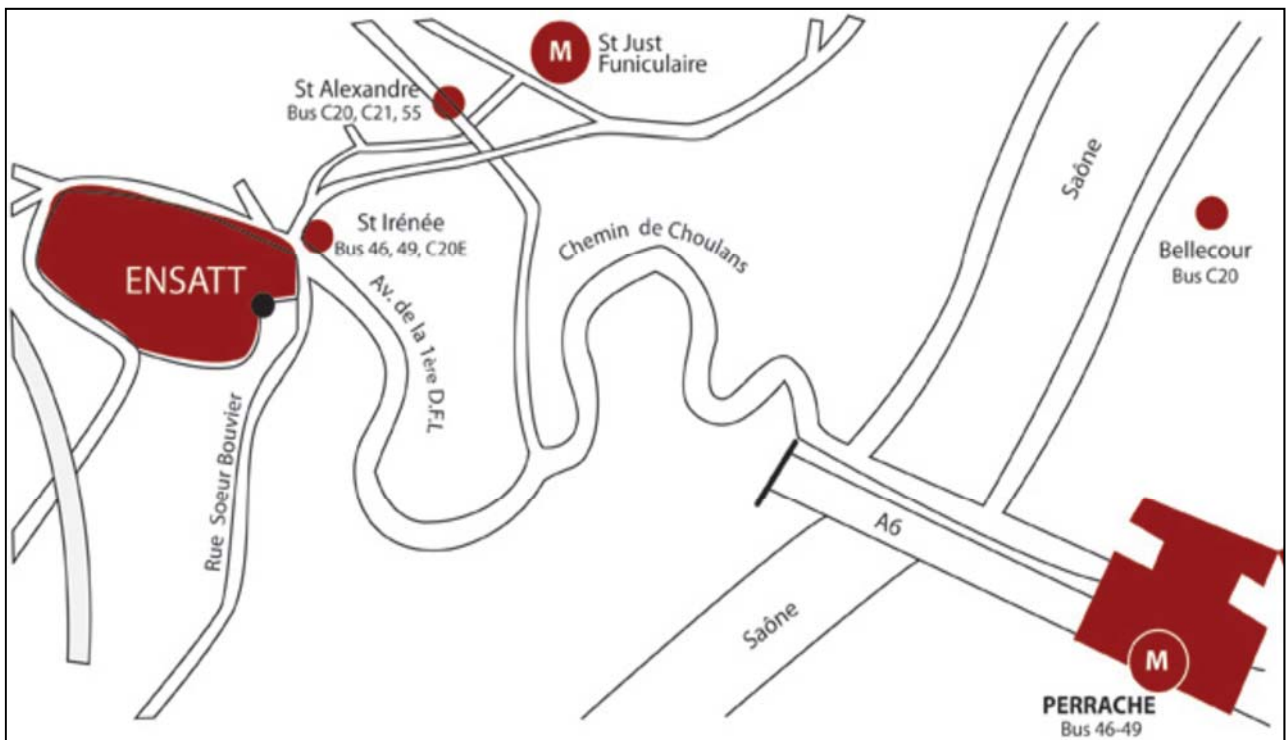 M
St Just
Funiculaire
St Alexandre
Bus C20, C21, 55
Saône
St Irénée
Bus 46, 49, C20E
Chemin de Choulans
Bellecour
Bus C20
ENSATT
Av. de la 1ère D.F.L
Rue Soeur Bouvier
A6
Saône
M
PERRACHE
Bus 46-49